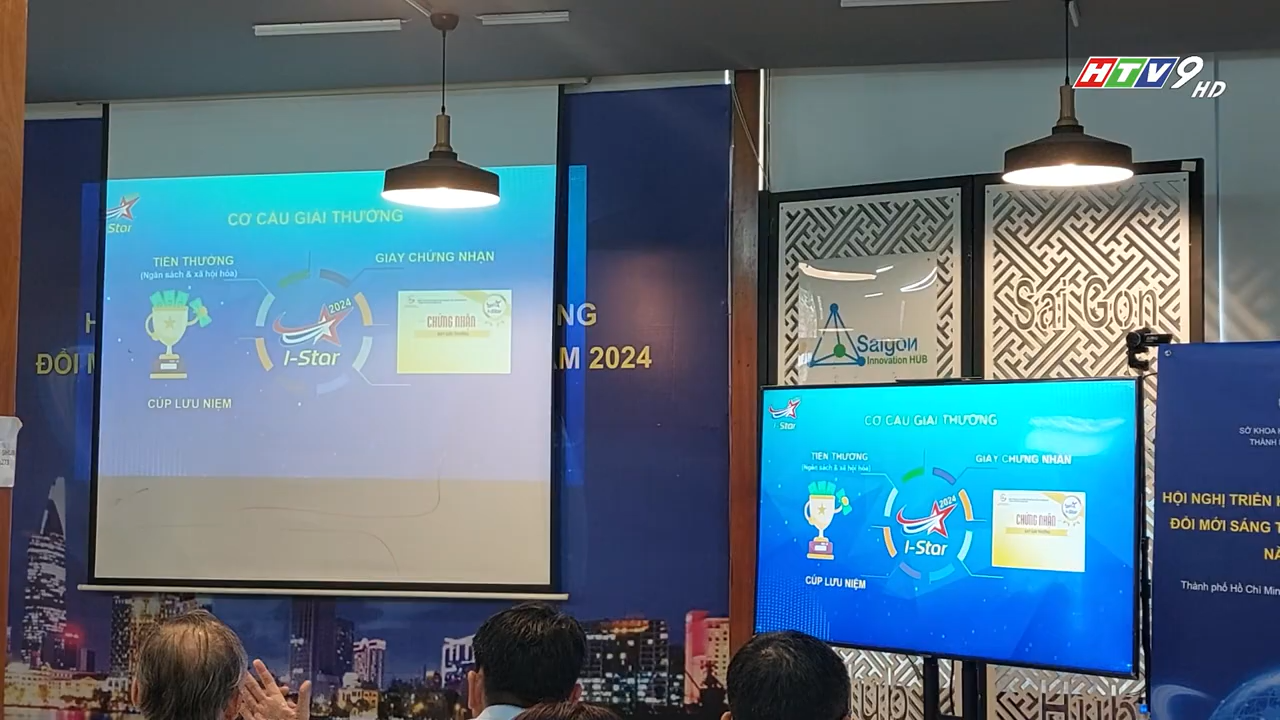 HTV9 HD
Star
CƠ CẤU GIẢI THƯỞNG
TIỀN THƯỞNG
(Ngân sách & xã hội hóa)
GIẤY CHỨNG NHẬN
2024
I-Star
CHỨNG NHẬN
CÚP LƯU NIỆM
H
NG
ĐỔI M
ĂM 2024
Saigon
Innovation HUB
Sai Gon
I-Star
CƠ CẤU GIẢI THƯỞNG
TIỀN THƯỞNG
(Ngân sách & xã hội hóa)
GIẤY CHỨNG NHẬN
2024
I-Star
CHỨNG NHẬN
CÚP LƯU NIỆM
SỞ KHOA
THÀNH
HỘI NGHỊ TRIỂN
ĐỔI MỚI SÁNG T
NĂ
Thành phố Hồ Chí Min